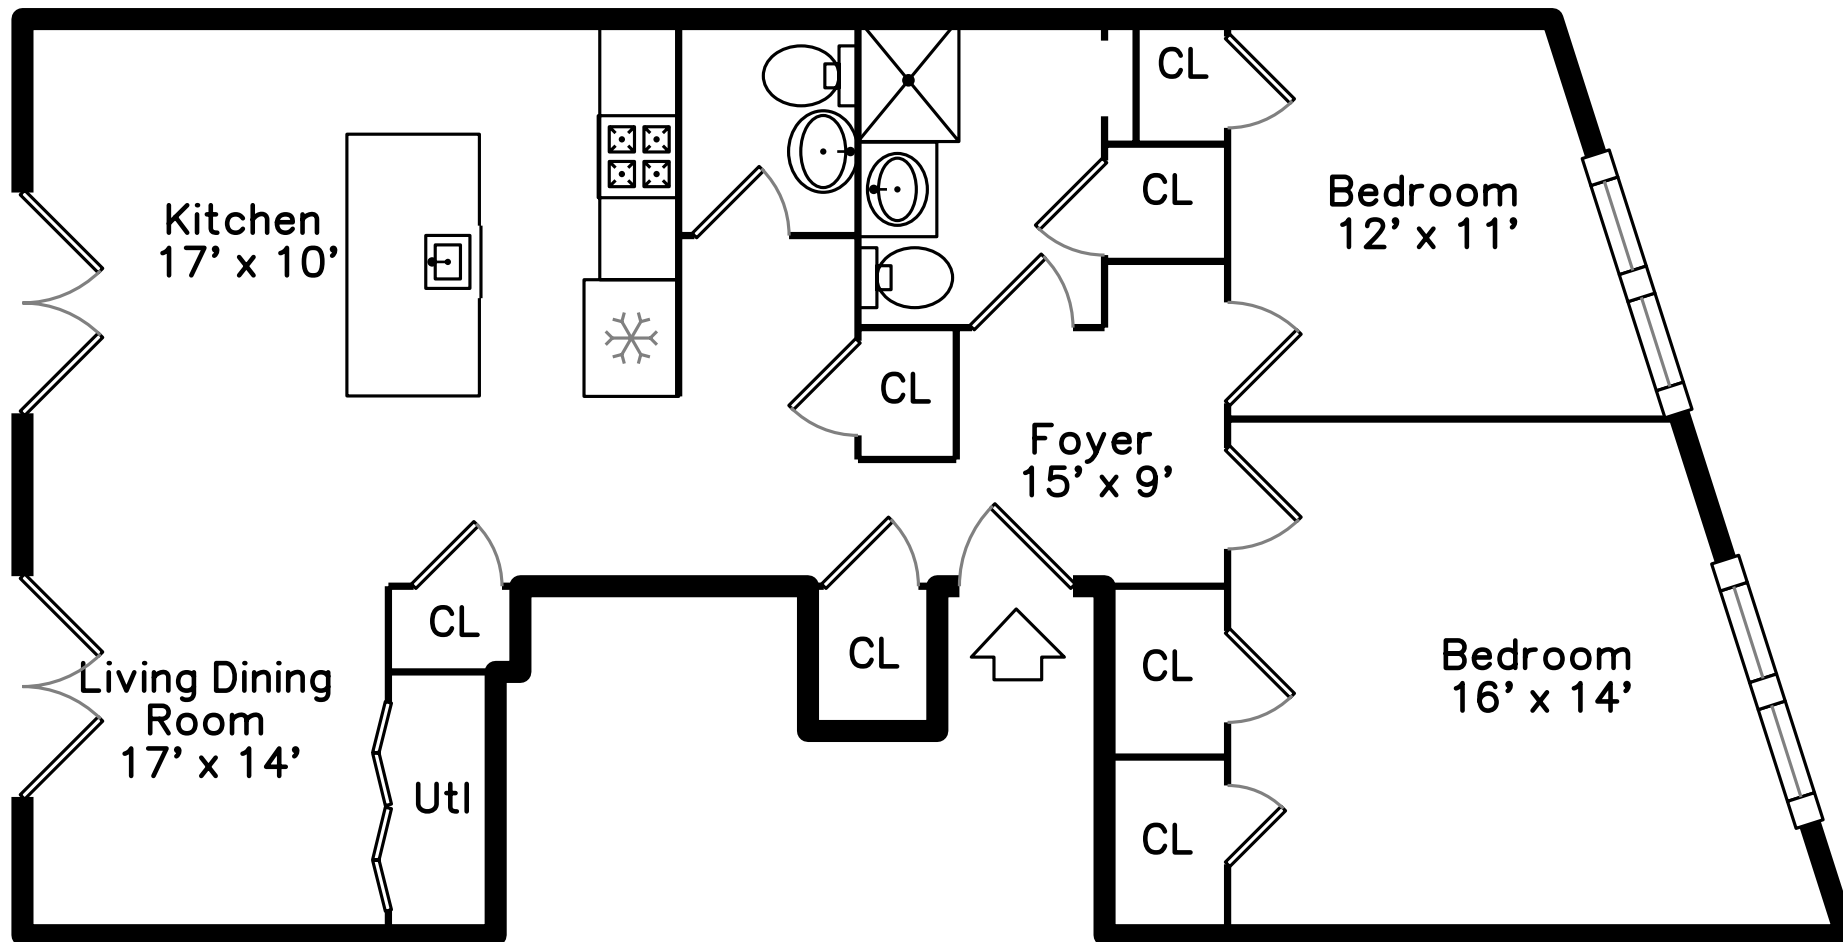 CL
CL
Kitchen
17' x 10'
Bedroom
12' x 11'
CL
Foyer
15' x 9'
CL
CL
CL
Living Dining
Room
17' x 14'
Bedroom
16' x 14'
Utl
CL